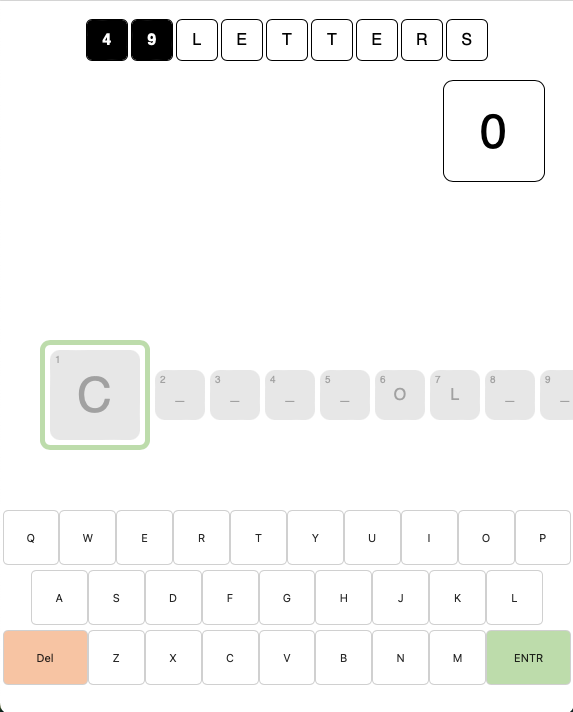 4 9 L E T T E R S
0
1 C 2 _ 3 _ 4 _ 5 _ 6 O 7 L 8 _ 9 _
Q W E R T Y U I O P
A S D F G H J K L
Del Z X C V B N M ENTR